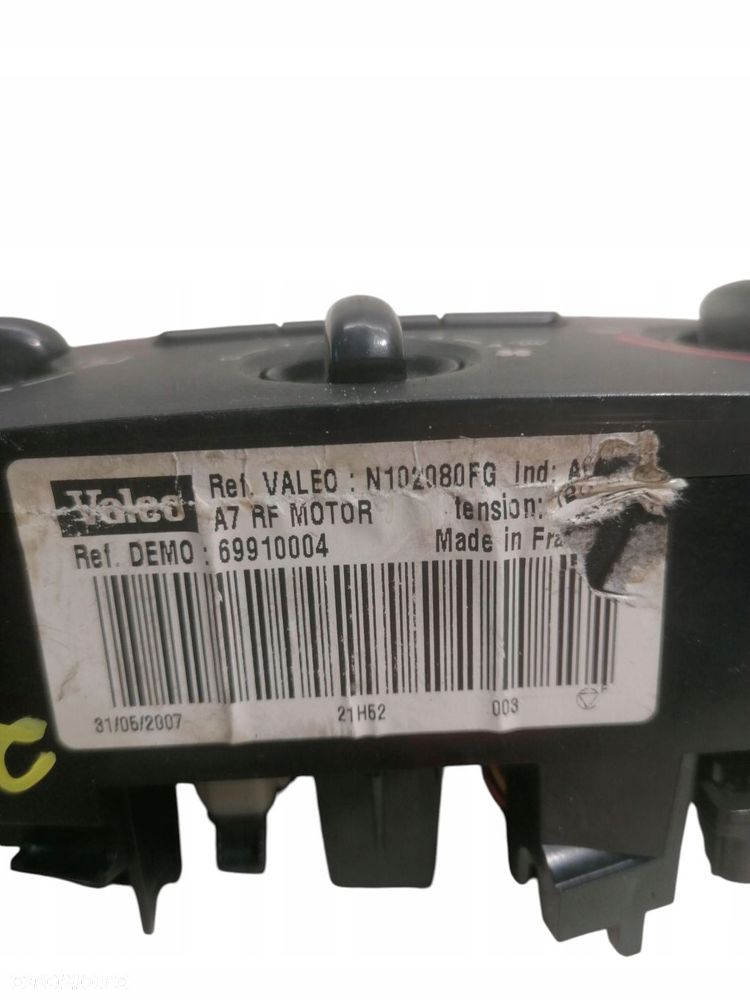 Valeo
Ref. VALEO : N102080FG Ind:
A7 RF MOTOR tension:
Ref. DEMO : 69910004 Made in
31/05/2007 21H52 003